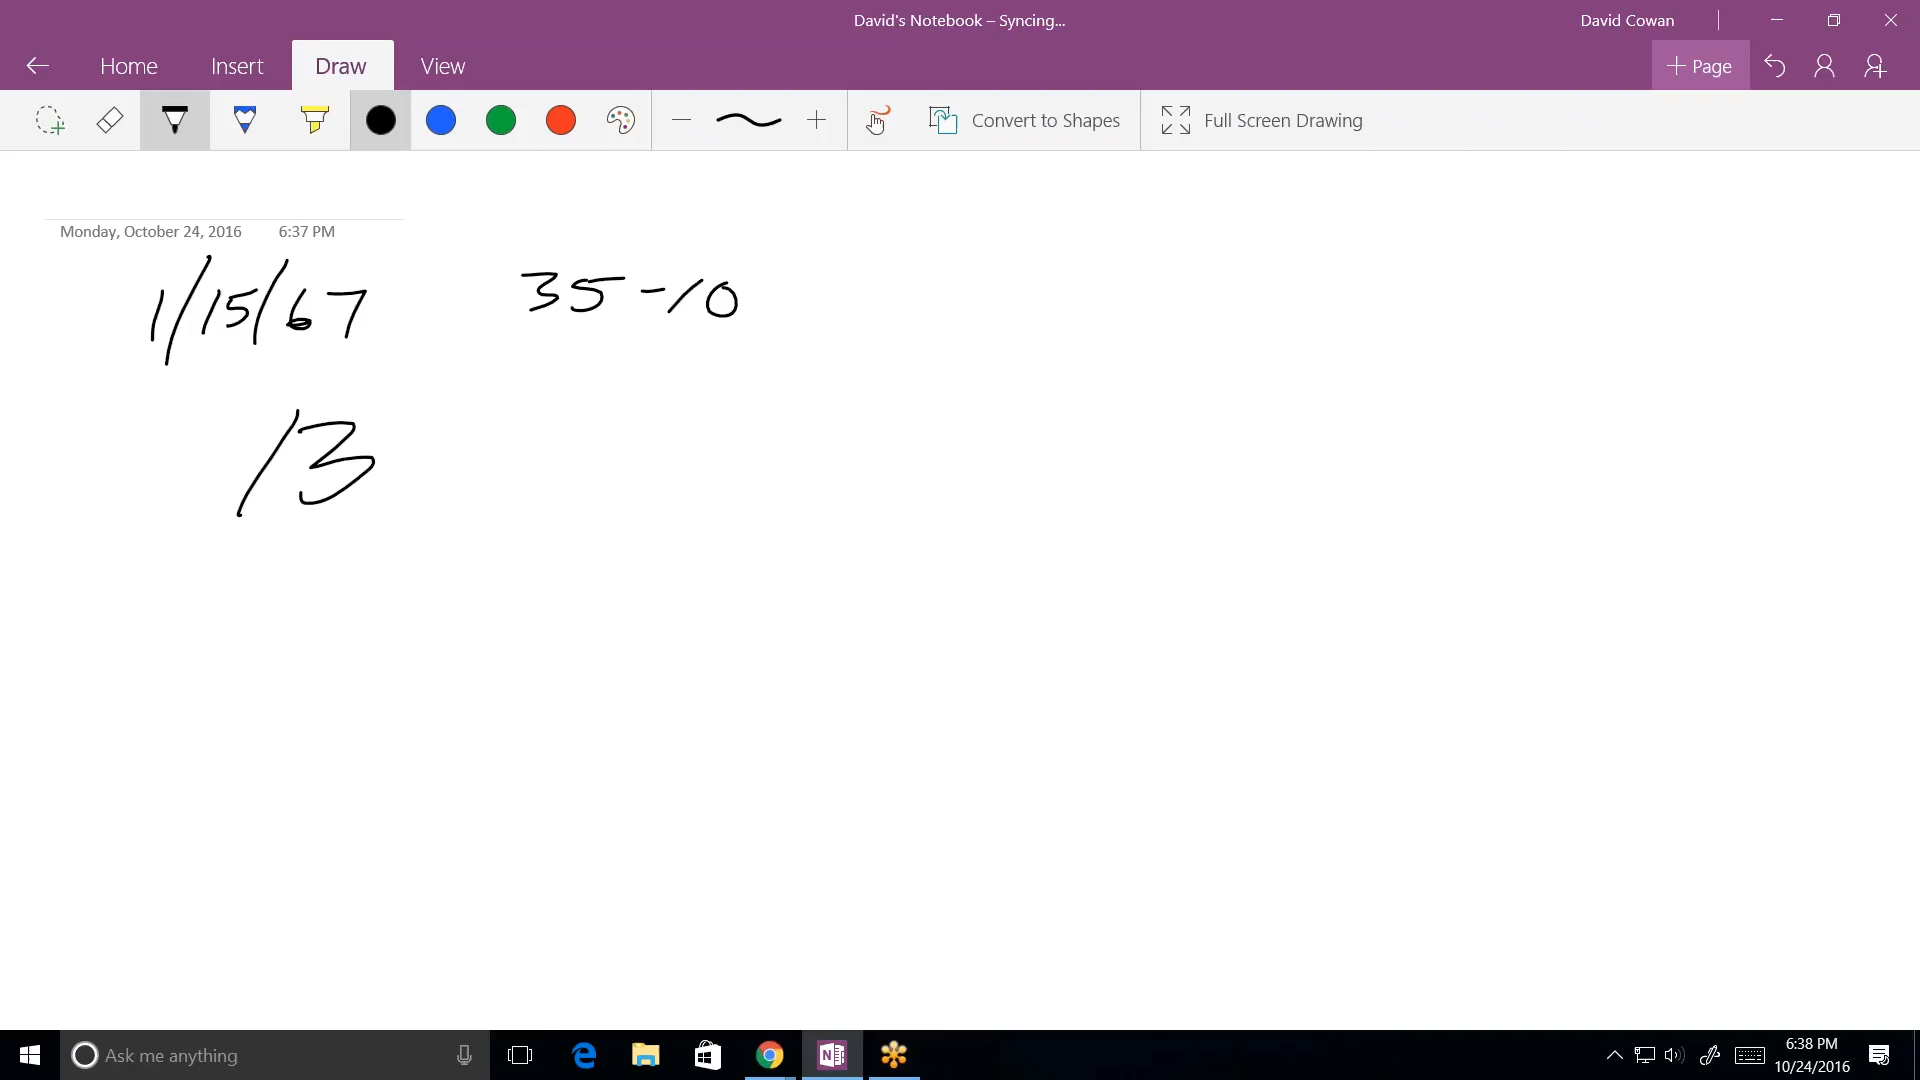 David's Notebook – Syncing...
David Cowan
Home Insert Draw View
Page
Convert to Shapes
Full Screen Drawing
Monday, October 24, 2016 6:37 PM
1/15/67 35-10
13
Ask me anything
N
6:38 PM
10/24/2016